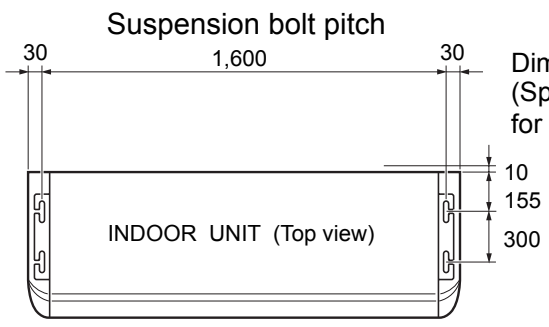 Suspension bolt pitch
30 1,600 30
Dim
(Sp
for
10
155
INDOOR UNIT (Top view)
300